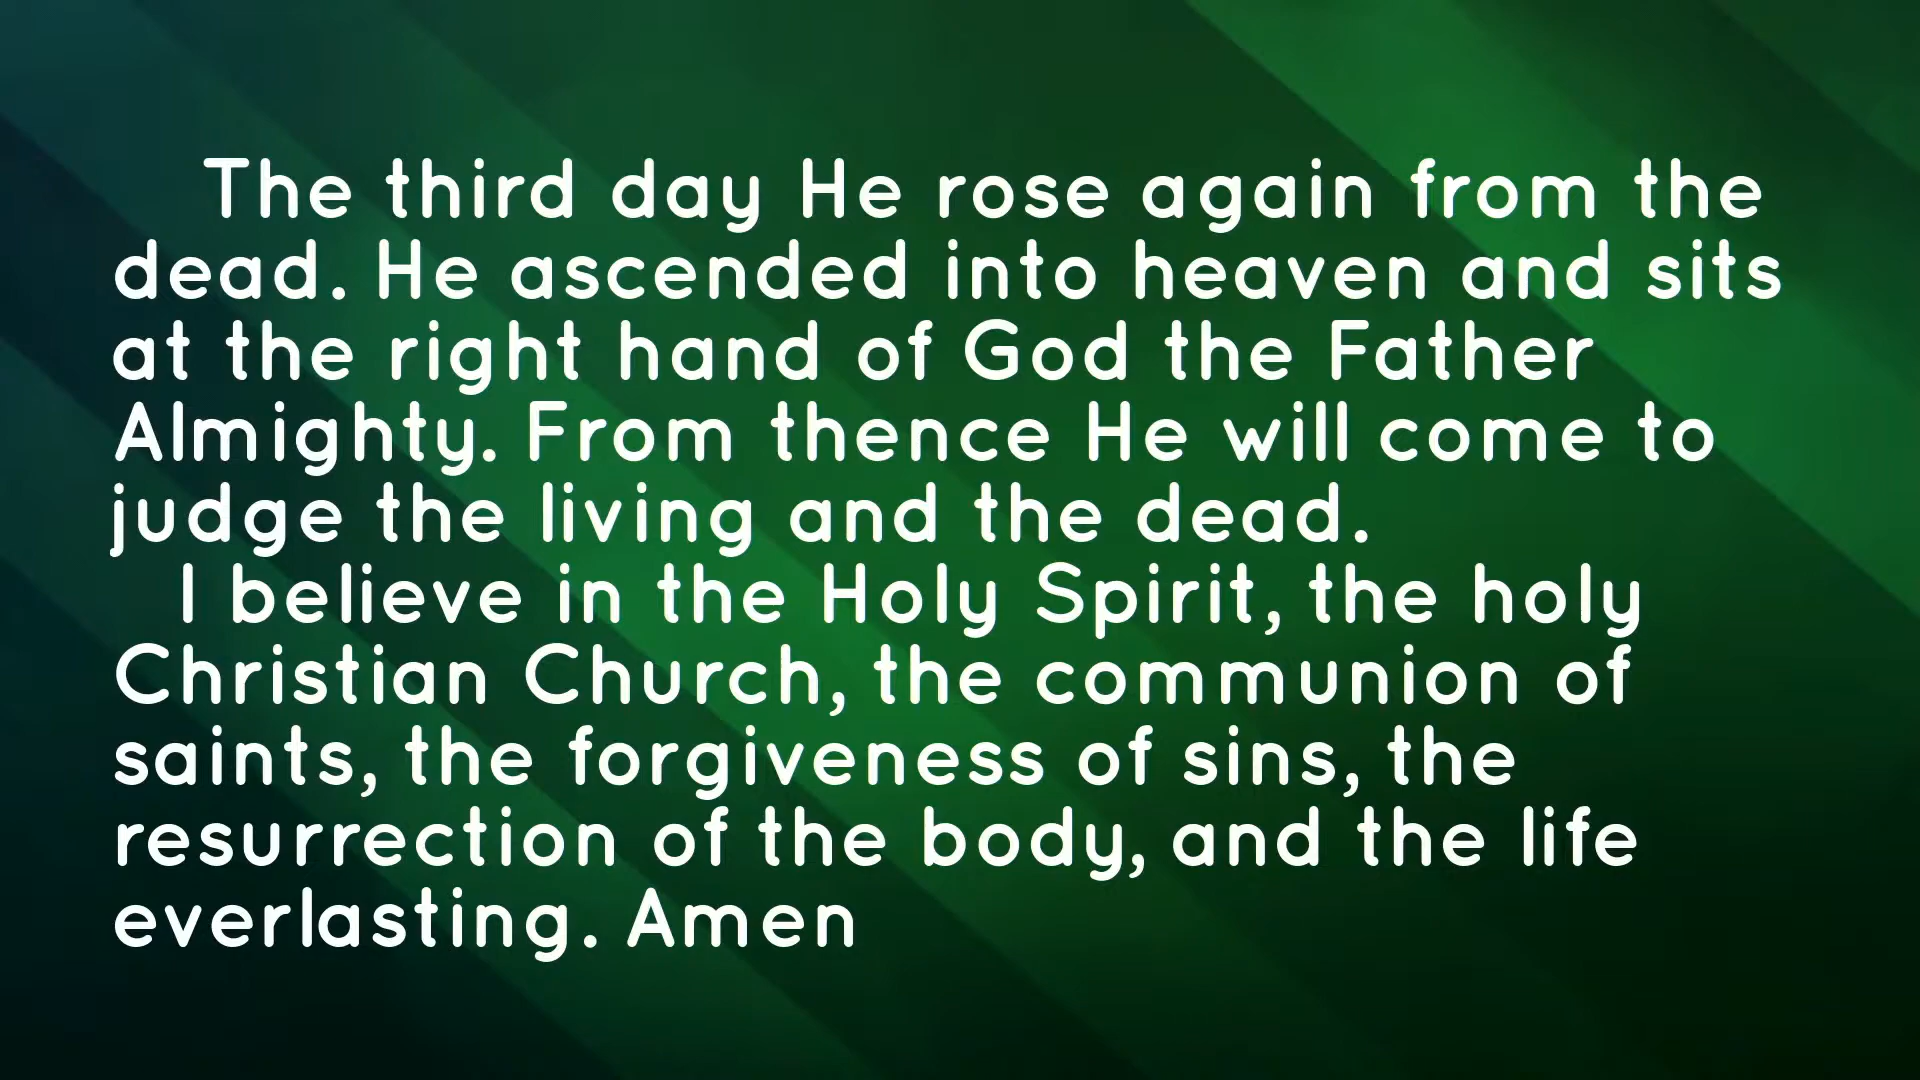 The third day He rose again from the
dead. He ascended into heaven and sits
at the right hand of God the Father
Almighty. From thence He will come to
judge the living and the dead.
I believe in the Holy Spirit, the holy
Christian Church, the communion of
saints, the forgiveness of sins, the
resurrection of the body, and the life
everlasting. Amen